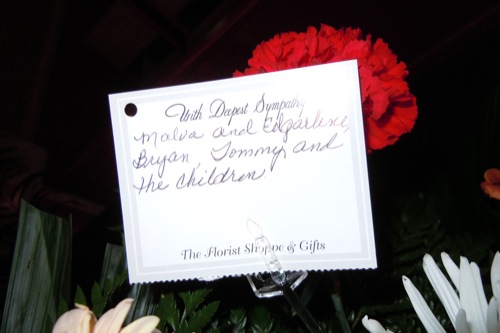 With Deepest Sympathy
Malva and Edgarlene,
Bryan, Tommy and
the children
The Florist Shoppe & Gifts